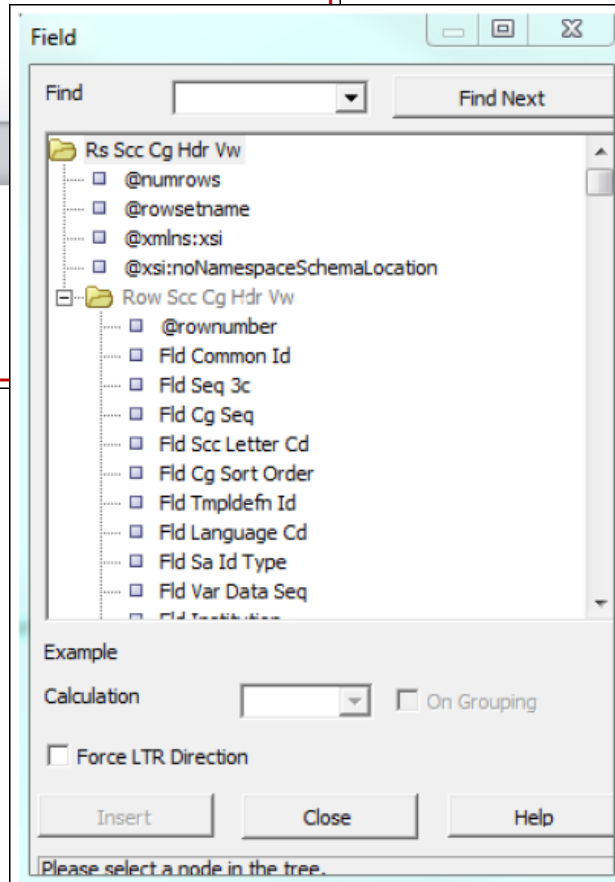 Field
Find
Find Next
Rs Scc Cg Hdr Vw
@numrows
@rowsetname
@xmlns:xsi
@xsi:noNamespaceSchemaLocation
Row Scc Cg Hdr Vw
@rownumber
Fld Common Id
Fld Seq 3c
Fld Cg Seq
Fld Scc Letter Cd
Fld Cg Sort Order
Fld Tmpldefn Id
Fld Language Cd
Fld Sa Id Type
Fld Var Data Seq
Fld Institution
Example
Calculation On Grouping
Force LTR Direction
Insert Close Help
Please select a node in the tree.